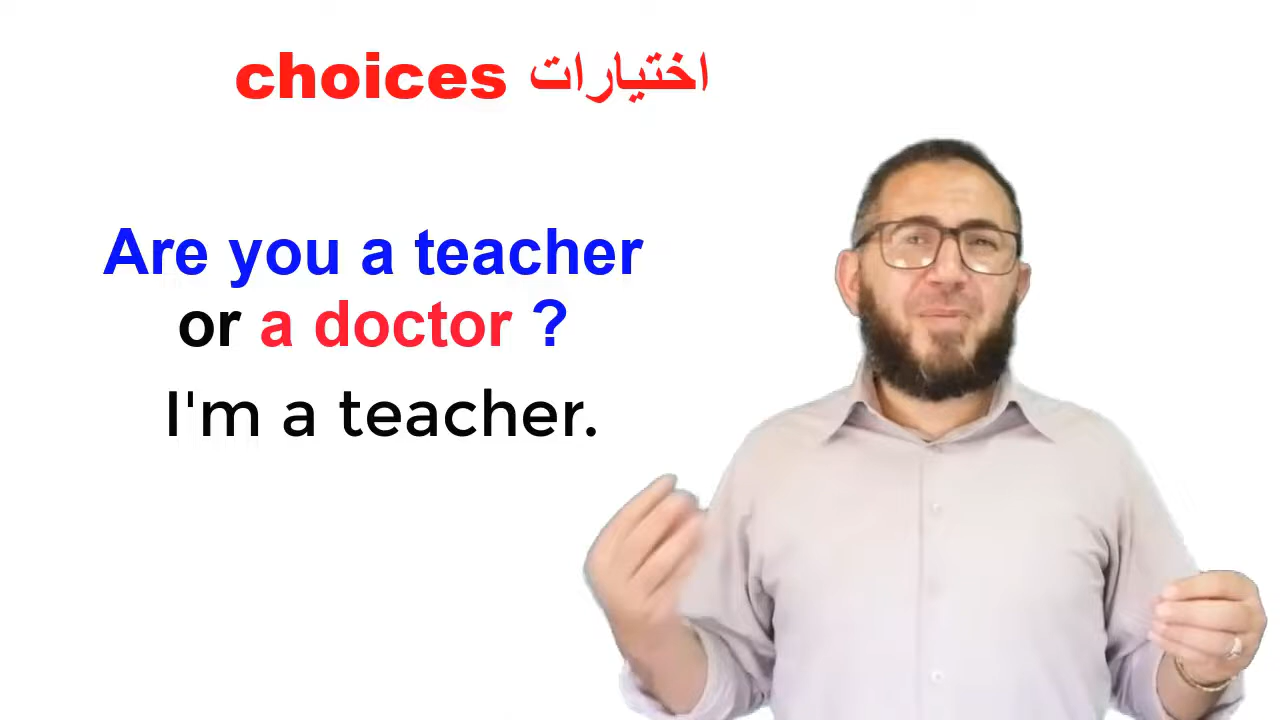 choices اختيارات
Are you a teacher
or a doctor ?
I'm a teacher.